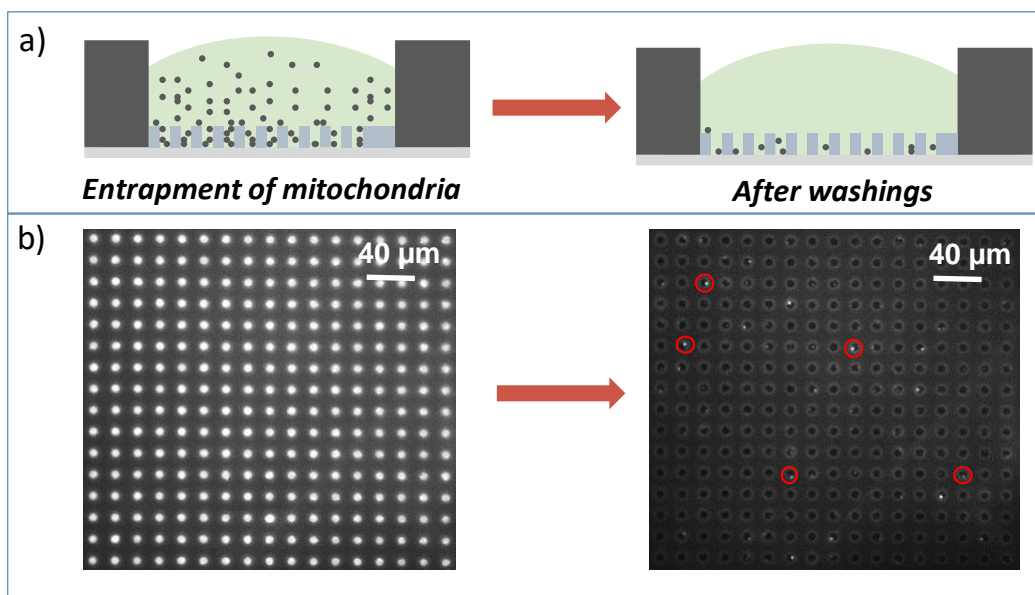 a)
Entrapment of mitochondria
After washings
b)
40 µm
40 µm